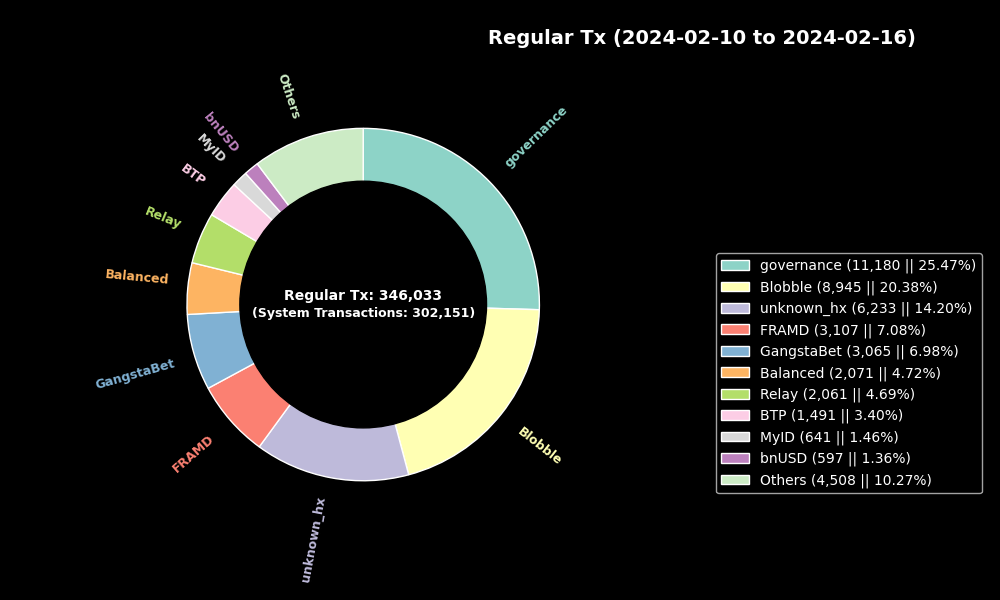 Regular Tx (2024-02-10 to 2024-02-16)
Others
governance
bnUSD
MyID
BTP
Relay
Balanced
GangstaBet
FRAMD
unknown_hx
Blobble
Regular Tx: 346,033
(System Transactions: 302,151)
governance (11,180 || 25.47%)
Blobble (8,945 || 20.38%)
unknown_hx (6,233 || 14.20%)
FRAMD (3,107 || 7.08%)
GangstaBet (3,065 || 6.98%)
Balanced (2,071 || 4.72%)
Relay (2,061 || 4.69%)
BTP (1,491 || 3.40%)
MyID (641 || 1.46%)
bnUSD (597 || 1.36%)
Others (4,508 || 10.27%)